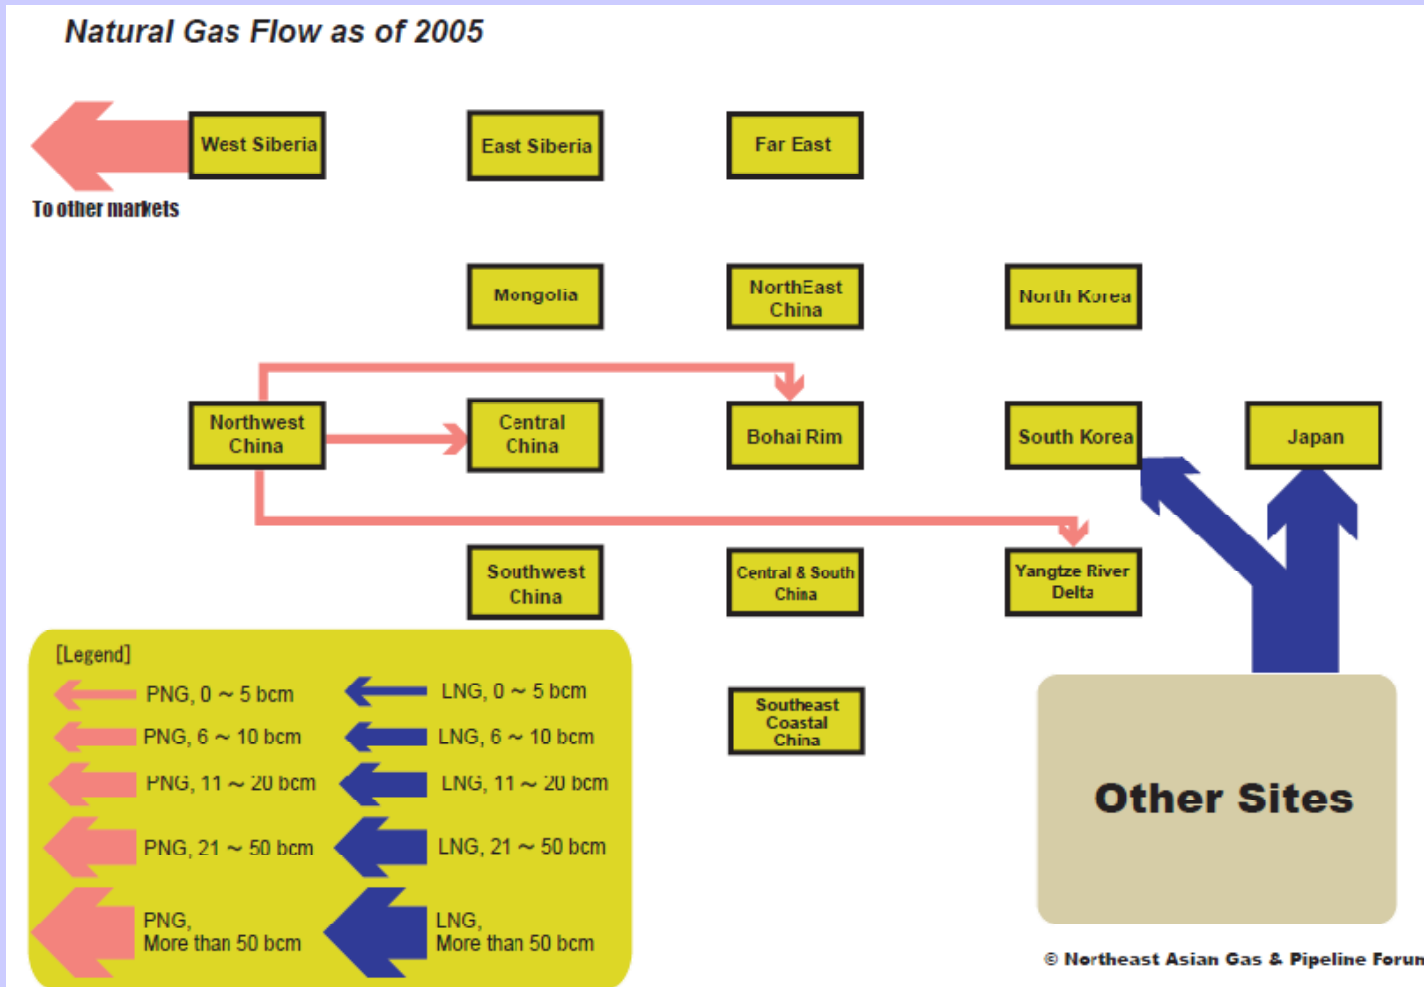 Natural Gas Flow as of 2005
West Siberia
East Siberia
Far East
To other markets
Mongolia
NorthEast
China
North Korea
Northwest
China
Central
China
Bohai Rim
South Korea
Japan
Southwest
China
Central & South
China
Yangtze River
Delta
[Legend]
PNG, 0 ~ 5 bcm
LNG, 0 ~ 5 bcm
PNG, 6 ~ 10 bcm
LNG, 6 ~ 10 bcm
PNG, 11 ~ 20 bcm
LNG, 11 ~ 20 bcm
PNG, 21 ~ 50 bcm
LNG, 21 ~ 50 bcm
PNG,
More than 50 bcm
LNG,
More than 50 bcm
Southeast
Coastal
China
Other Sites
© Northeast Asian Gas & Pipeline Forum